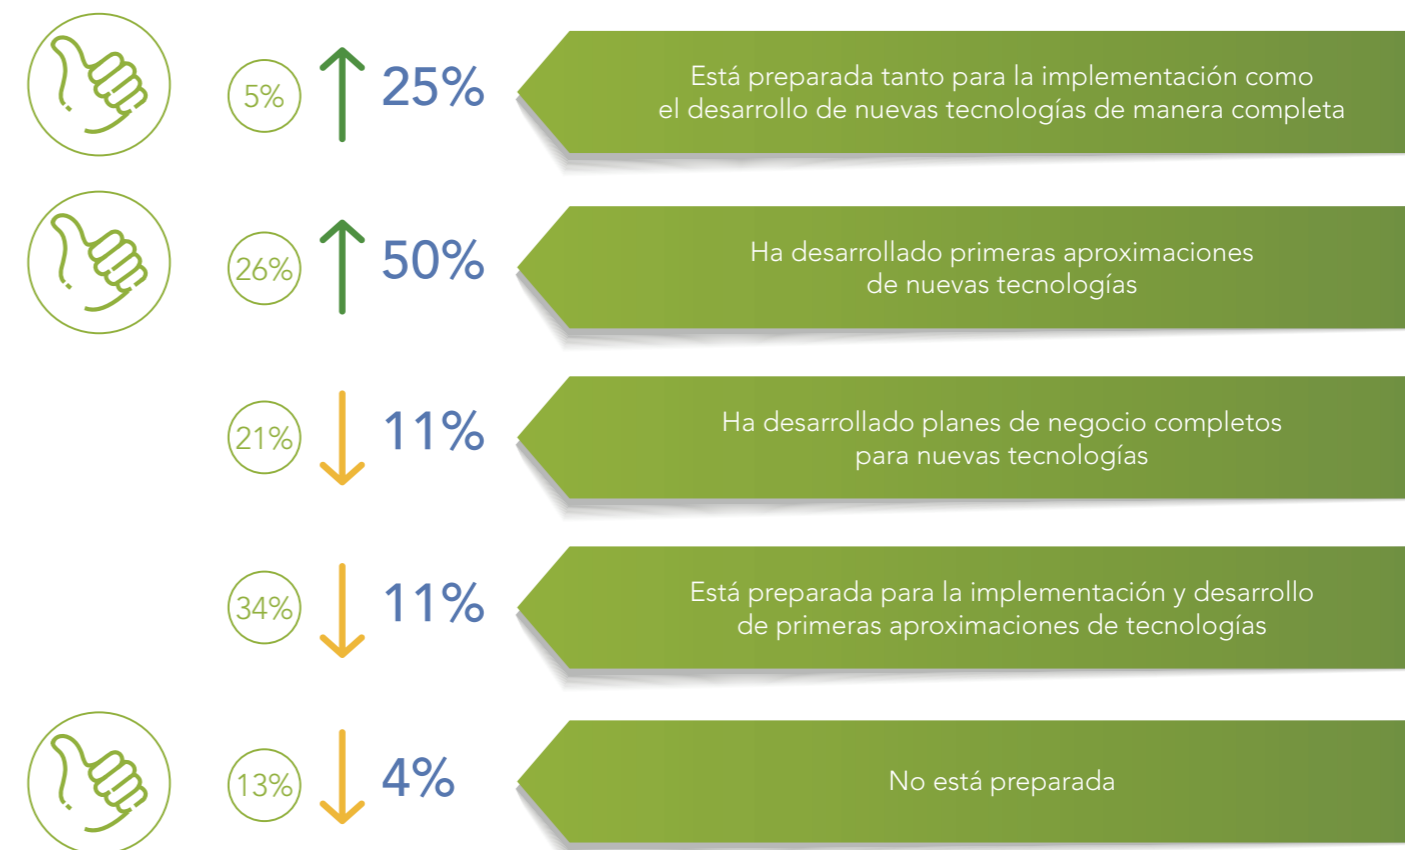 5%
25%
Está preparada tanto para la implementación como
el desarrollo de nuevas tecnologías de manera completa
26%
50%
Ha desarrollado primeras aproximaciones
de nuevas tecnologías
21%
11%
Ha desarrollado planes de negocio completos
para nuevas tecnologías
34%
11%
Está preparada para la implementación y desarrollo
de primeras aproximaciones de tecnologías
13%
4%
No está preparada